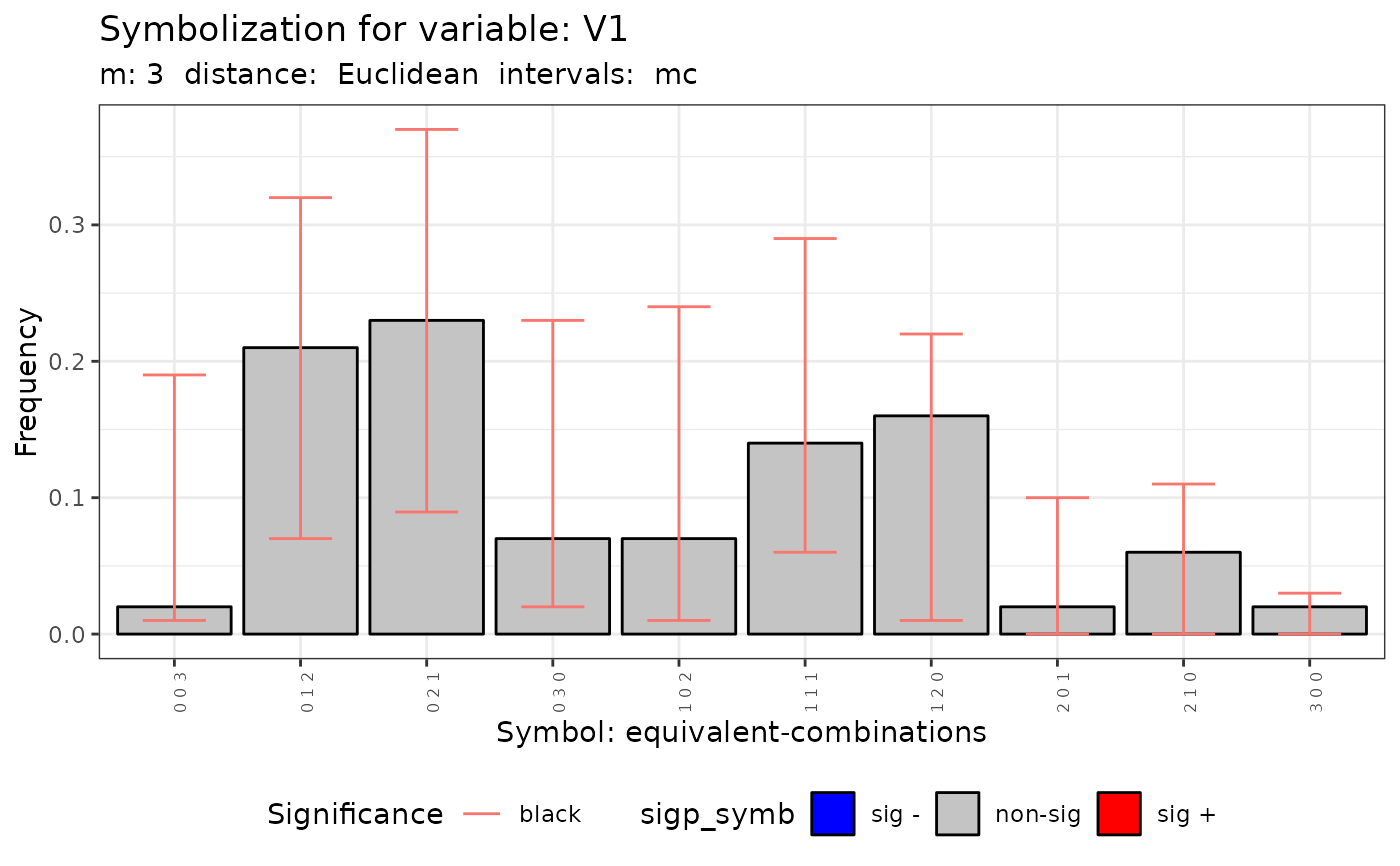 Symbolization for variable: V1
m: 3 distance: Euclidean intervals: mc
Frequency
0.3
0.2
0.1
0.0
0 0 3
0 1 2
0 2 1
0 3 0
1 0 2
1 1 1
1 2 0
2 0 1
2 1 0
3 0 0
Symbol: equivalent-combinations
Significance black sigp_symb sig - non-sig sig +